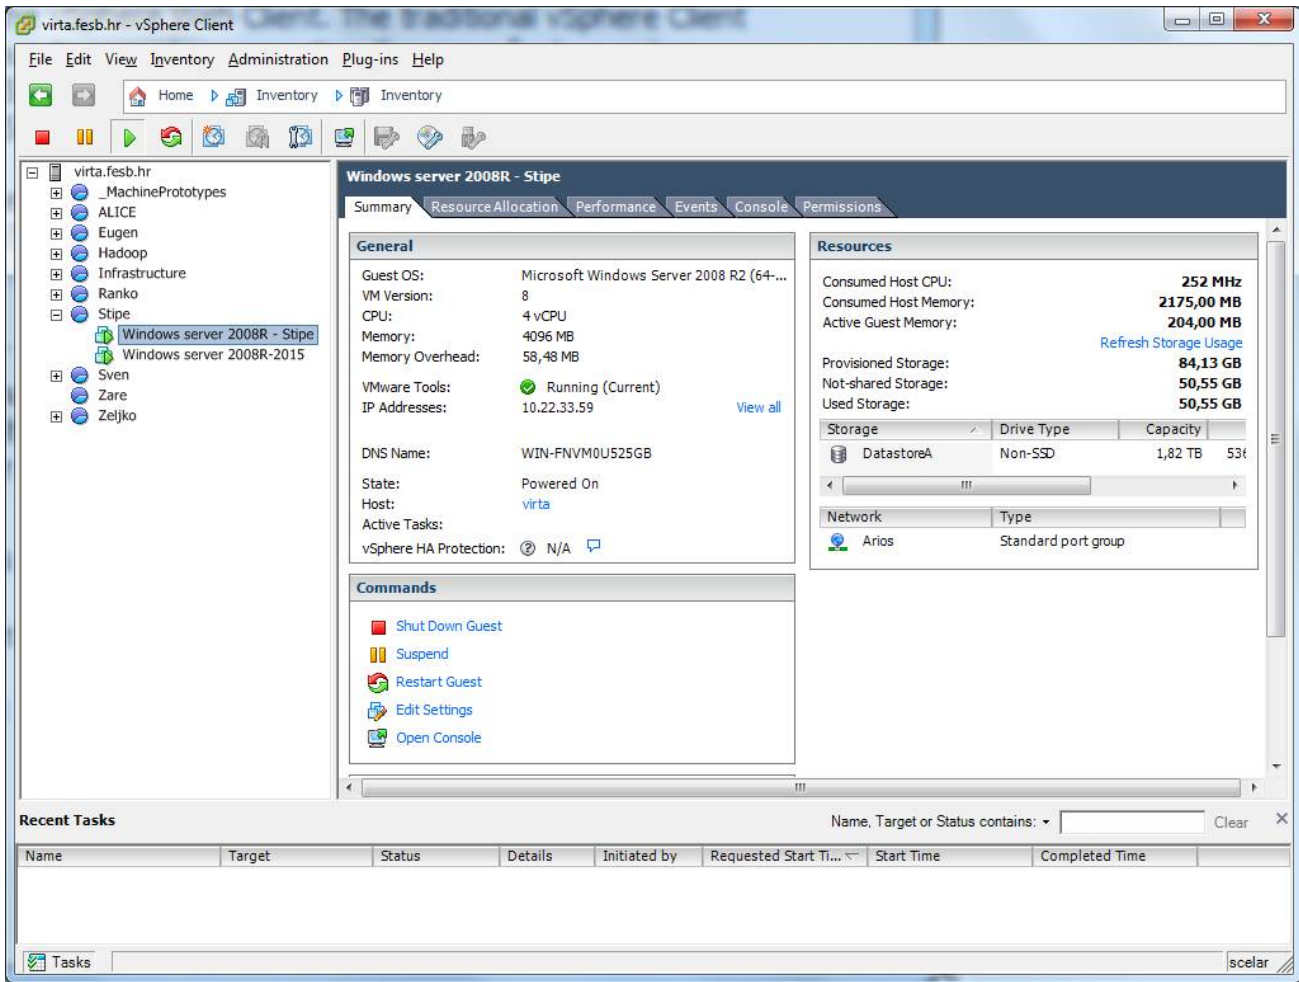 mation from Client. The traditional vSphere Client
virta.fesb.hr - vSphere Client
File Edit View Inventory Administration Plug-ins Help
Home Inventory Inventory
virta.fesb.hr
_MachinePrototypes
ALICE
Eugen
Hadoop
Infrastructure
Ranko
Stipe
Windows server 2008R - Stipe
Windows server 2008R-2015
Sven
Zare
Zeljko
Windows server 2008R - Stipe
Summary Resource Allocation Performance Events Console Permissions
General
Guest OS: Microsoft Windows Server 2008 R2 (64-...
VM Version: 8
CPU: 4 vCPU
Memory: 4096 MB
Memory Overhead: 58,48 MB
VMware Tools: Running (Current)
IP Addresses: 10.22.33.59 View all
DNS Name: WIN-FNVM0U525GB
State: Powered On
Host: virta
Active Tasks:
vSphere HA Protection: N/A
Commands
Shut Down Guest
Suspend
Restart Guest
Edit Settings
Open Console
Resources
Consumed Host CPU: 252 MHz
Consumed Host Memory: 2175,00 MB
Active Guest Memory: 204,00 MB
Refresh Storage Usage
Provisioned Storage: 84,13 GB
Not-shared Storage: 50,55 GB
Used Storage: 50,55 GB
Storage Drive Type Capacity
DatastoreA Non-SSD 1,82 TB 536
Network Type
Arios Standard port group
Recent Tasks Name, Target or Status contains: Clear
Name Target Status Details Initiated by Requested Start Ti... Start Time Completed Time
Tasks scelar